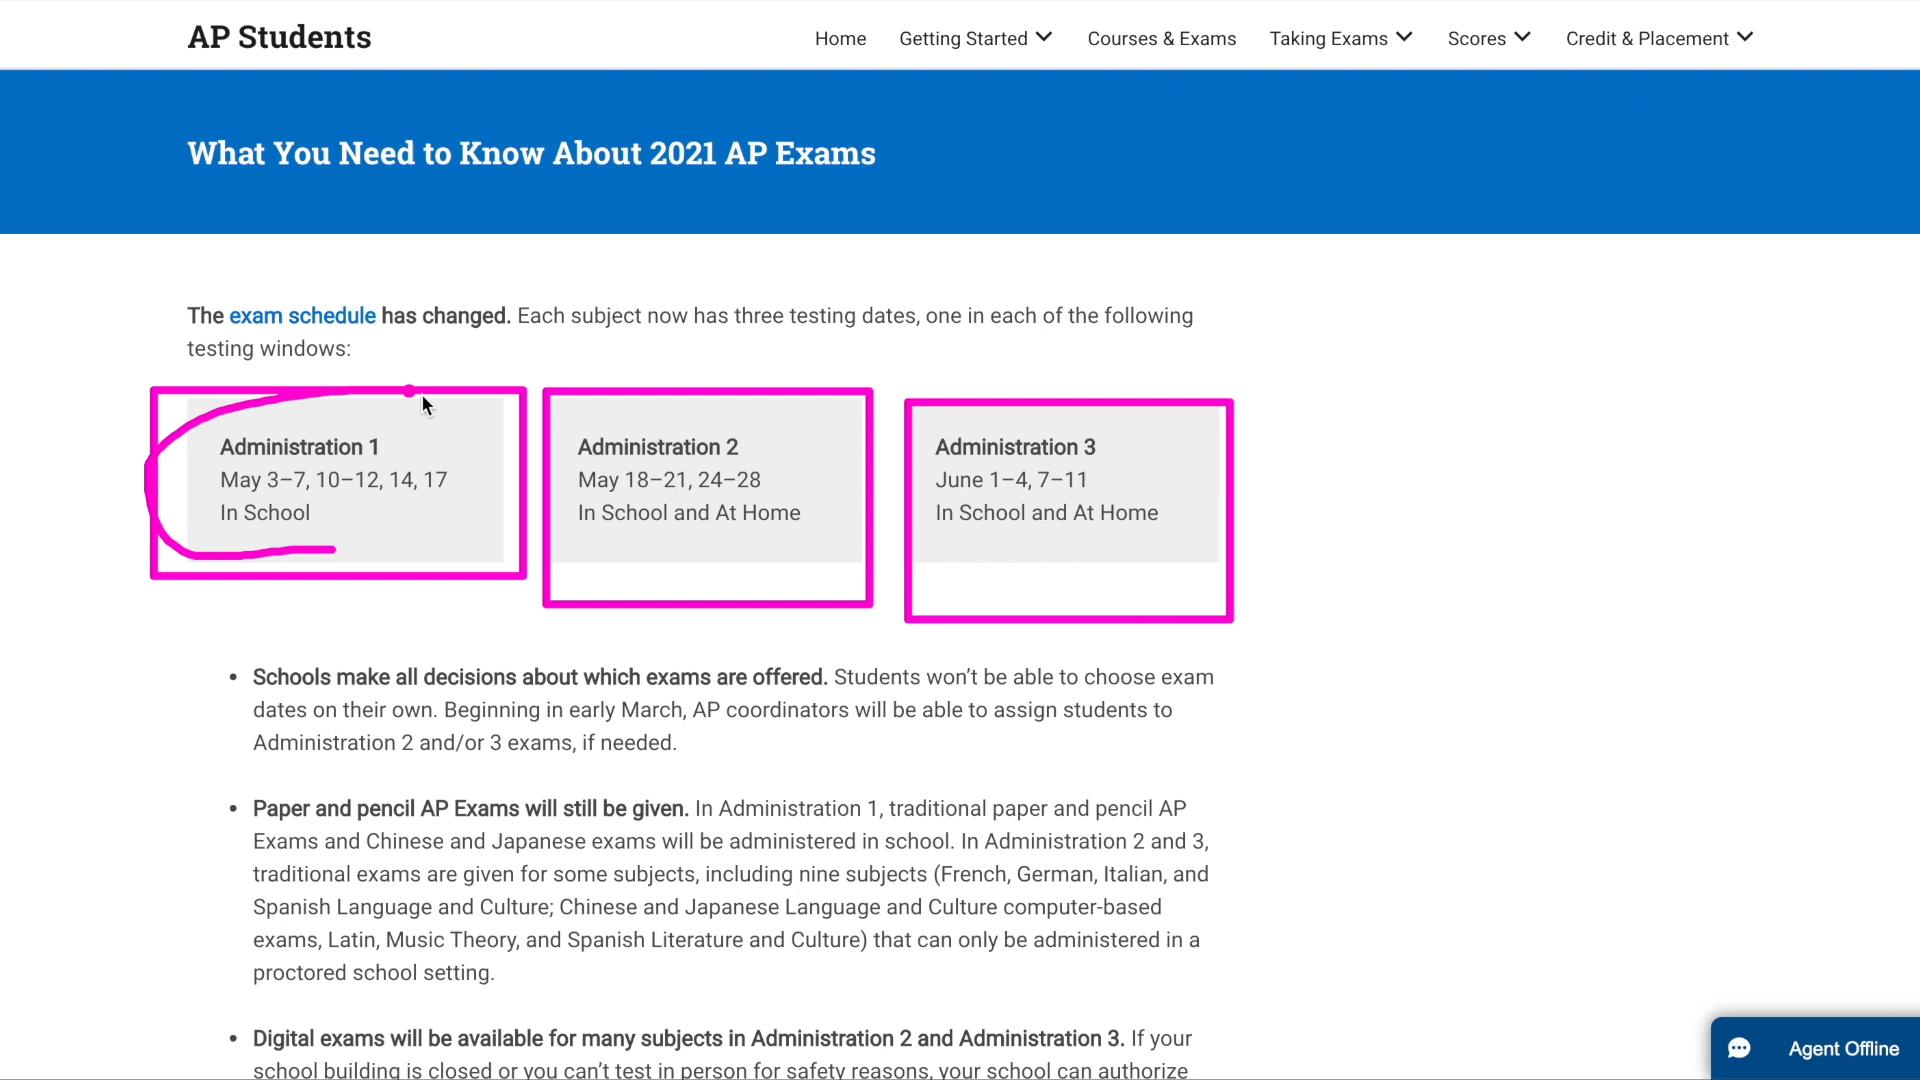 AP Students
Home Getting Started Courses & Exams Taking Exams Scores Credit & Placement
What You Need to Know About 2021 AP Exams
The exam schedule has changed. Each subject now has three testing dates, one in each of the following
testing windows:
Administration 1
May 3–7, 10–12, 14, 17
In School
Administration 2
May 18–21, 24–28
In School and At Home
Administration 3
June 1–4, 7–11
In School and At Home
• Schools make all decisions about which exams are offered. Students won’t be able to choose exam
dates on their own. Beginning in early March, AP coordinators will be able to assign students to
Administration 2 and/or 3 exams, if needed.
• Paper and pencil AP Exams will still be given. In Administration 1, traditional paper and pencil AP
Exams and Chinese and Japanese exams will be administered in school. In Administration 2 and 3,
traditional exams are given for some subjects, including nine subjects (French, German, Italian, and
Spanish Language and Culture; Chinese and Japanese Language and Culture computer-based
exams, Latin, Music Theory, and Spanish Literature and Culture) that can only be administered in a
proctored school setting.
• Digital exams will be available for many subjects in Administration 2 and Administration 3. If your
school building is closed or you can’t test in person for safety reasons, your school can authorize
Agent Offline